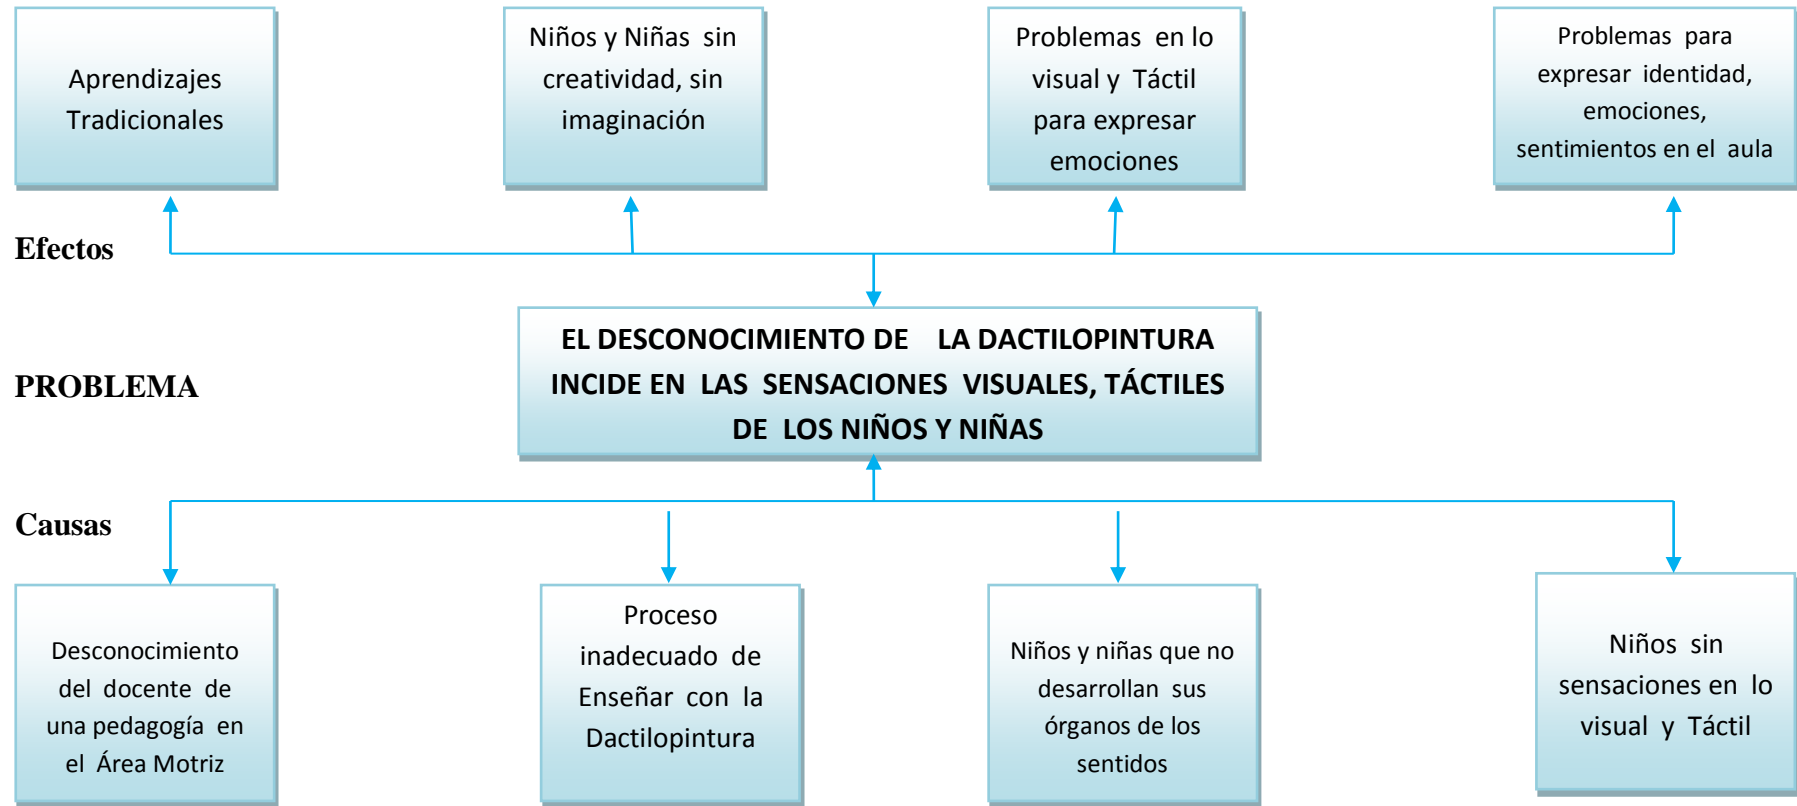 Aprendizajes
Tradicionales
Niños y Niñas sin
creatividad, sin
imaginación
Problemas en lo
visual y Táctil
para expresar
emociones
Problemas para
expresar identidad,
emociones,
sentimientos en el aula
Efectos
PROBLEMA
EL DESCONOCIMIENTO DE LA DACTILOPINTURA
INCIDE EN LAS SENSACIONES VISUALES, TÁCTILES
DE LOS NIÑOS Y NIÑAS
Causas
Desconocimiento
del docente de
una pedagogía en
el Área Motriz
Proceso
inadecuado de
Enseñar con la
Dactilopintura
Niños y niñas que no
desarrollan sus
órganos de los
sentidos
Niños sin
sensaciones en lo
visual y Táctil